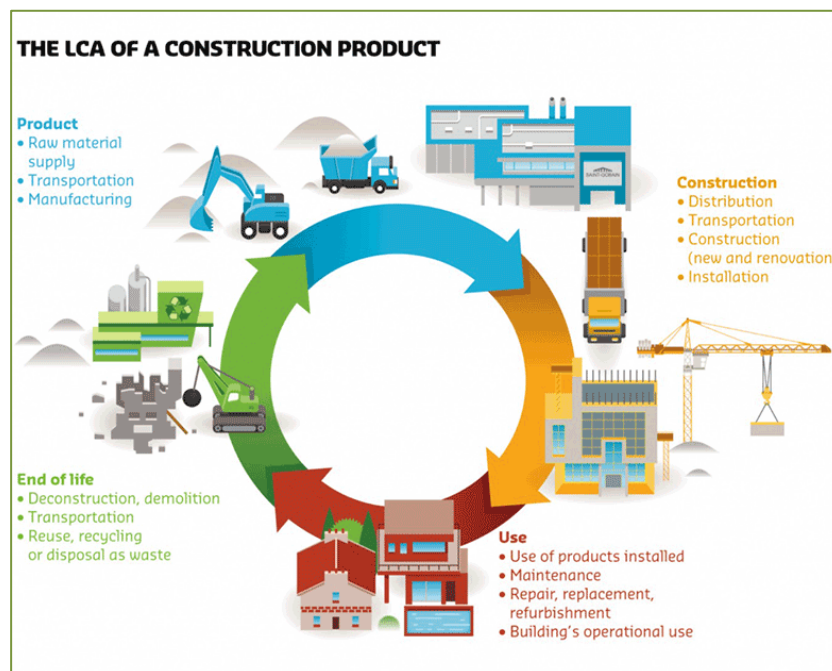 THE LCA OF A CONSTRUCTION PRODUCT
Product
• Raw material
supply
• Transportation
• Manufacturing
SAINT-GOBAIN
Construction
• Distribution
• Transportation
• Construction
(new and renovation)
• Installation
End of life
• Deconstruction, demolition
• Transportation
• Reuse, recycling
or disposal as waste
Use
• Use of products installed
• Maintenance
• Repair, replacement,
refurbishment
• Building's operational use